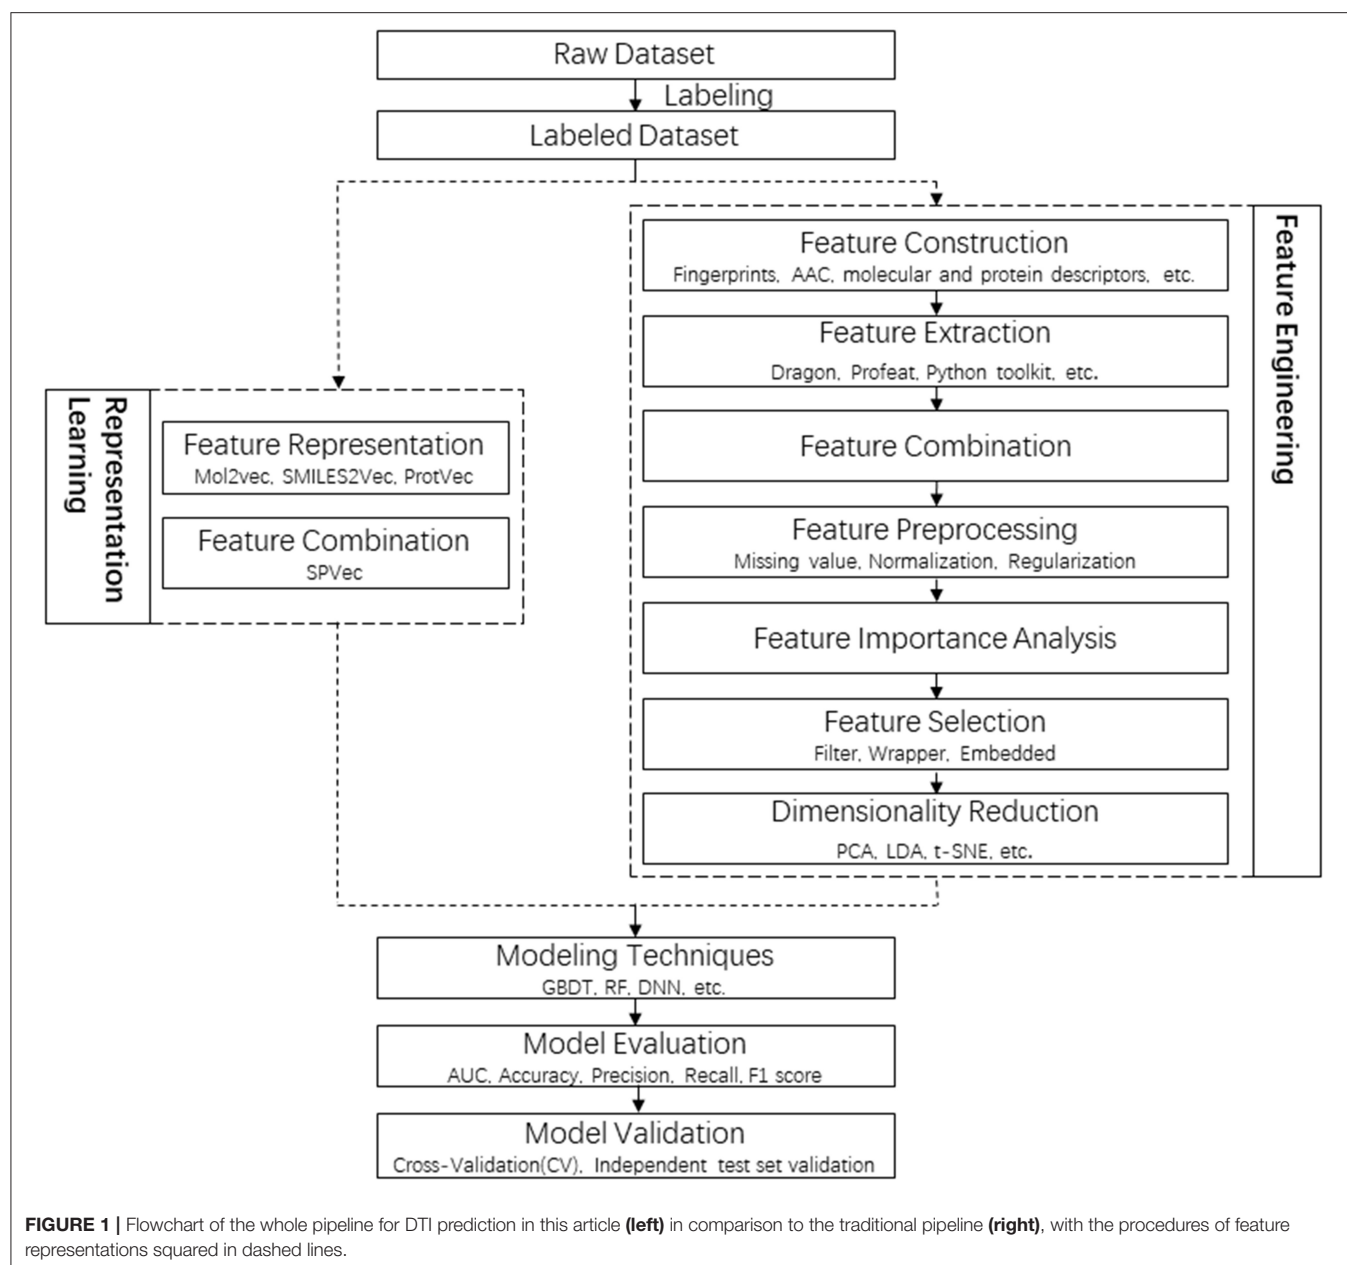 Raw Dataset
Labeling
Labeled Dataset
Representation
Learning
Feature Representation
Mol2vec, SMILES2Vec, ProtVec
Feature Combination
SPVec
Feature Engineering
Feature Construction
Fingerprints, AAC, molecular and protein descriptors, etc.
Feature Extraction
Dragon, Profeat, Python toolkit, etc.
Feature Combination
Feature Preprocessing
Missing value, Normalization, Regularization
Feature Importance Analysis
Feature Selection
Filter, Wrapper, Embedded
Dimensionality Reduction
PCA, LDA, t-SNE, etc.
Modeling Techniques
GBDT, RF, DNN, etc.
Model Evaluation
AUC, Accuracy, Precision, Recall, F1 score
Model Validation
Cross-Validation(CV), Independent test set validation
FIGURE 1 | Flowchart of the whole pipeline for DTI prediction in this article (left) in comparison to the traditional pipeline (right), with the procedures of feature
representations squared in dashed lines.